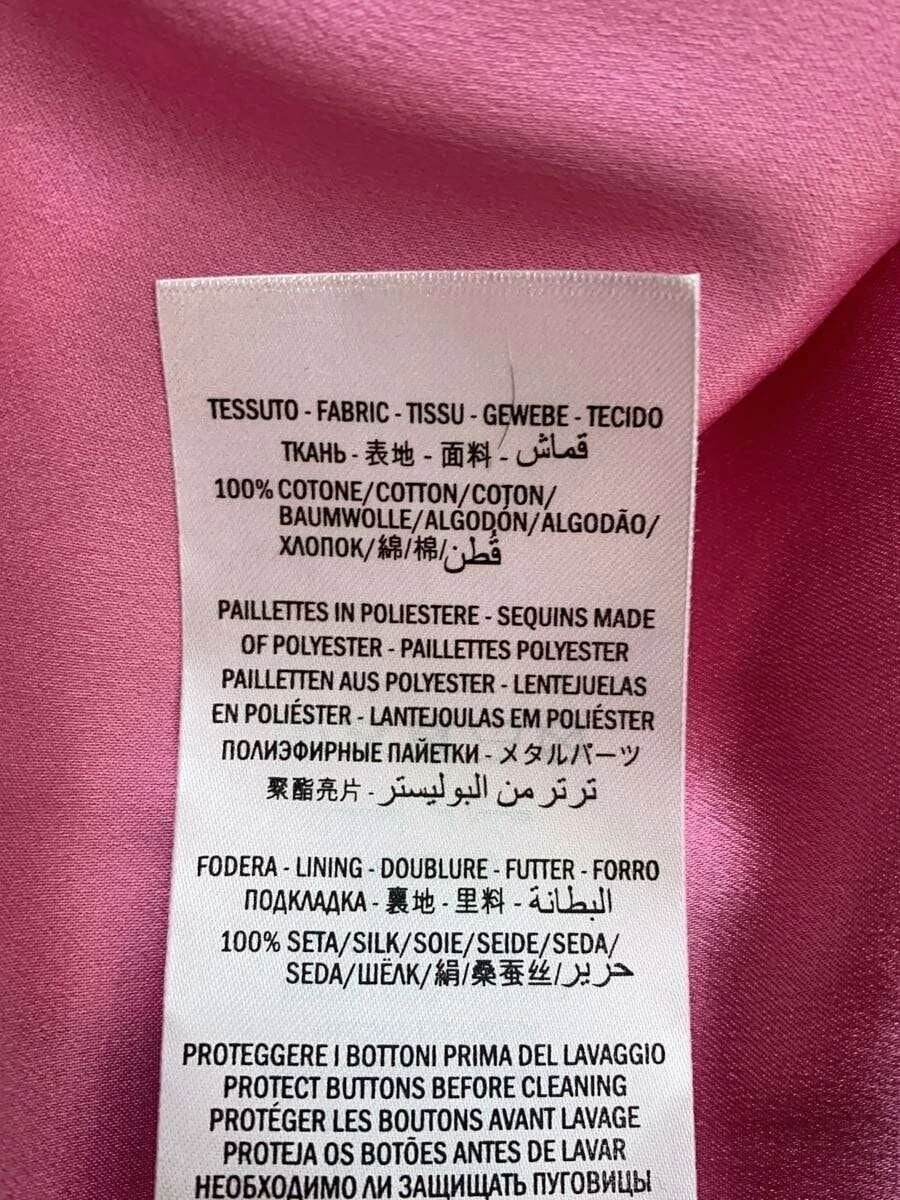 TESSUTO - FABRIC - TISSU - GEWEBE - TECIDO
ТКАНЬ - 表地 - 面料 - قماش
100% COTONE/COTTON/COTON/
BAUMWOLLE/ALGODÓN/ALGODÃO/
ХЛОПОК/綿/棉/قُطن
PAILLETTES IN POLIESTERE - SEQUINS MADE
OF POLYESTER - PAILLETTES POLYESTER
PAILLETTEN AUS POLYESTER - LENTEJUELAS
EN POLIÉSTER - LANTEJOULAS EM POLIÉSTER
ПОЛИЭФИРНЫЕ ПАЙЕТКИ - メタルパーツ
聚酯亮片 - ترتر من البوليستر
FODERA - LINING - DOUBLURE - FUTTER - FORRO
ПОДКЛАДКА - 裏地 - 里料 - البطانة
100% SETA/SILK/SOIE/SEIDE/SEDA/
SEDA/ШЁЛК/絹/桑蚕丝/حرير
PROTEGGERE I BOTTONI PRIMA DEL LAVAGGIO
PROTECT BUTTONS BEFORE CLEANING
PROTÉGER LES BOUTONS AVANT LAVAGE
PROTEJA OS BOTÕES ANTES DE LAVAR
НЕОБХОДИМО ЛИ ЗАЩИЩАТЬ ПУГОВИЦЫ